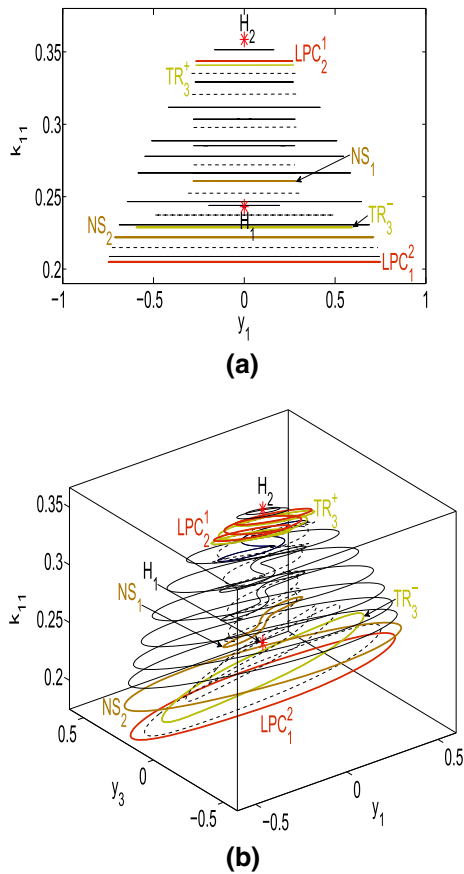 0.35
0.3
0.25
0.2
k₁₁
H₂
LPC₂¹
TR₃⁺
NS₁
H₁
TR₃⁻
NS₂
LPC₁²
−1 −0.5 0 0.5 1
y₁
(a)
0.35
0.3
0.25
0.2
k₁₁
H₂
LPC₂¹
TR₃⁺
H₁
NS₁
TR₃⁻
NS₂
LPC₁²
0.5 0 −0.5
y₃
−0.5 0 0.5
y₁
(b)